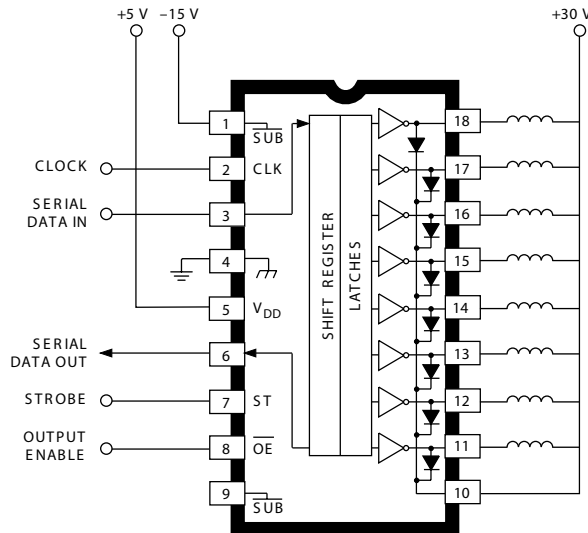 +5 V
–15 V
+30 V
1
SUB
18
CLOCK
2
CLK
17
SERIAL
DATA IN
3
16
4
15
5
VDD
14
SERIAL
DATA OUT
6
13
STROBE
7
ST
12
OUTPUT
ENABLE
8
OE
11
9
SUB
10
SHIFT REGISTER
LATCHES